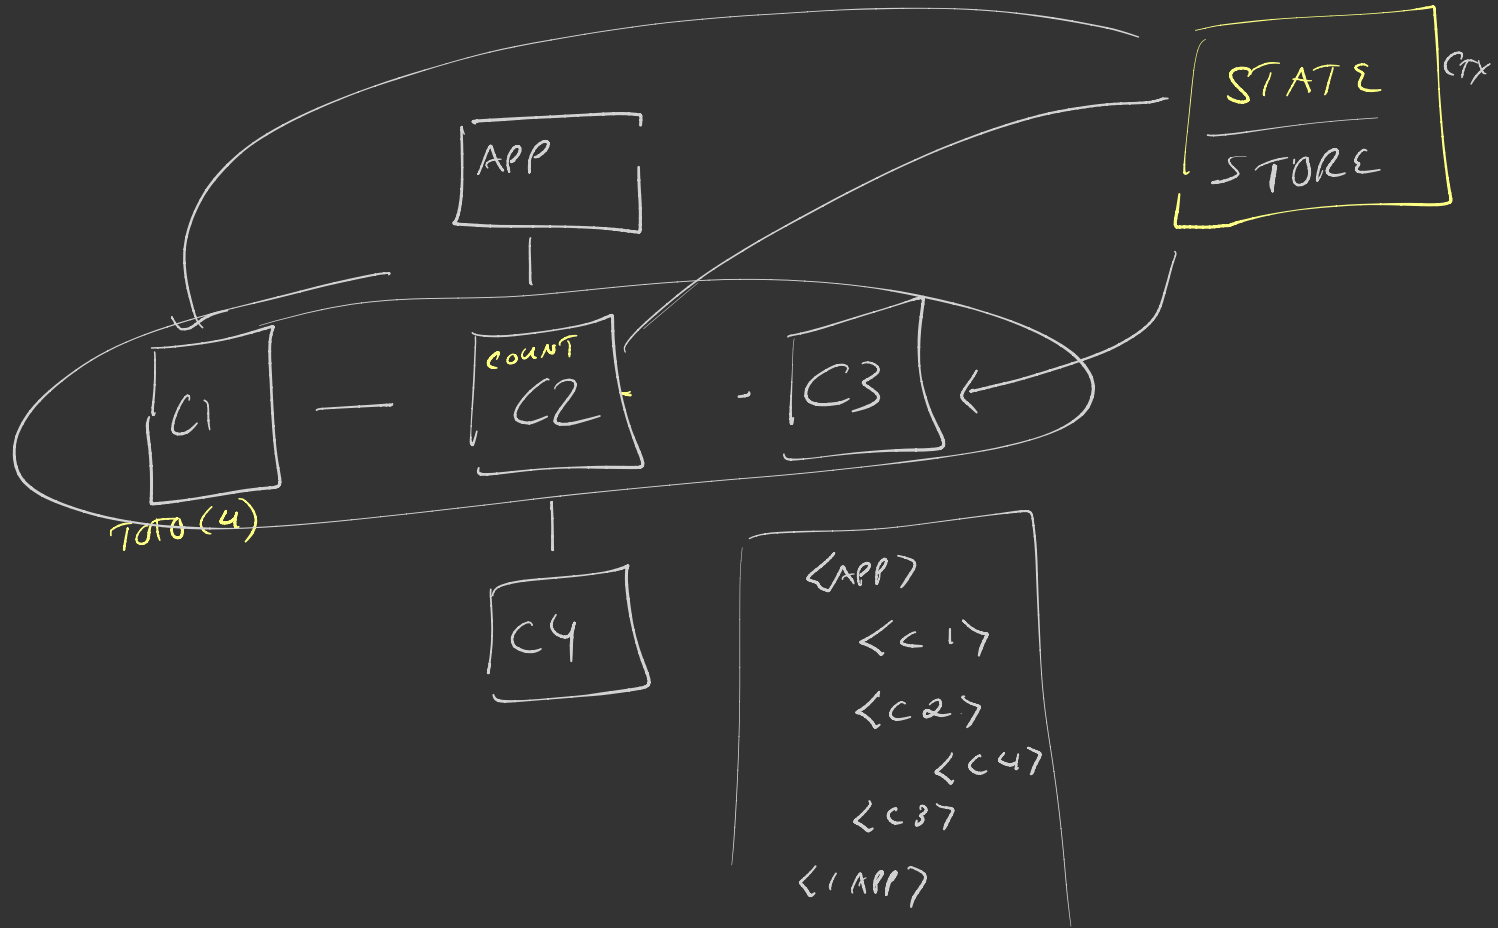 STATE
CTX
STORE
APP
COUNT
C1
C2
C3
TOTO (4)
C4
<APP>
<C1>
<C2>
<C4>
<C3>
</APP>